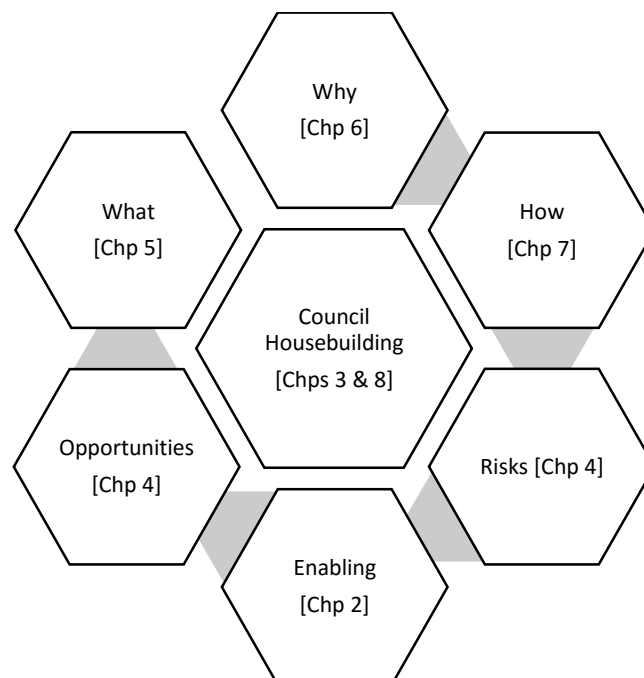 Why
[Chp 6]
What
[Chp 5]
How
[Chp 7]
Council
Housebuilding
[Chps 3 & 8]
Opportunities
[Chp 4]
Risks [Chp 4]
Enabling
[Chp 2]